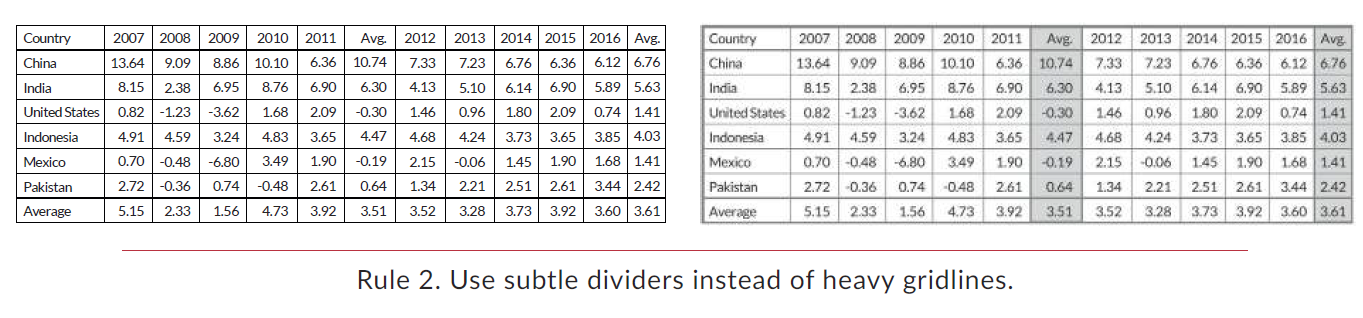 Country 2007 2008 2009 2010 2011 Avg. 2012 2013 2014 2015 2016 Avg.
China 13.64 9.09 8.86 10.10 6.36 10.74 7.33 7.23 6.76 6.36 6.12 6.76
India 8.15 2.38 6.95 8.76 6.90 6.30 4.13 5.10 6.14 6.90 5.89 5.63
United States 0.82 -1.23 -3.62 1.68 2.09 -0.30 1.46 0.96 1.80 2.09 0.74 1.41
Indonesia 4.91 4.59 3.24 4.83 3.65 4.47 4.68 4.24 3.73 3.65 3.85 4.03
Mexico 0.70 -0.48 -6.80 3.49 1.90 -0.19 2.15 -0.06 1.45 1.90 1.68 1.41
Pakistan 2.72 -0.36 0.74 -0.48 2.61 0.64 1.34 2.21 2.51 2.61 3.44 2.42
Average 5.15 2.33 1.56 4.73 3.92 3.51 3.52 3.28 3.73 3.92 3.60 3.61
Country 2007 2008 2009 2010 2011 Avg. 2012 2013 2014 2015 2016 Avg.
China 13.64 9.09 8.86 10.10 6.36 10.74 7.33 7.23 6.76 6.36 6.12 6.76
India 8.15 2.38 6.95 8.76 6.90 6.30 4.13 5.10 6.14 6.90 5.89 5.63
United States 0.82 -1.23 -3.62 1.68 2.09 -0.30 1.46 0.96 1.80 2.09 0.74 1.41
Indonesia 4.91 4.59 3.24 4.83 3.65 4.47 4.68 4.24 3.73 3.65 3.85 4.03
Mexico 0.70 -0.48 -6.80 3.49 1.90 -0.19 2.15 -0.06 1.45 1.90 1.68 1.41
Pakistan 2.72 -0.36 0.74 -0.48 2.61 0.64 1.34 2.21 2.51 2.61 3.44 2.42
Average 5.15 2.33 1.56 4.73 3.92 3.51 3.52 3.28 3.73 3.92 3.60 3.61
Rule 2. Use subtle dividers instead of heavy gridlines.